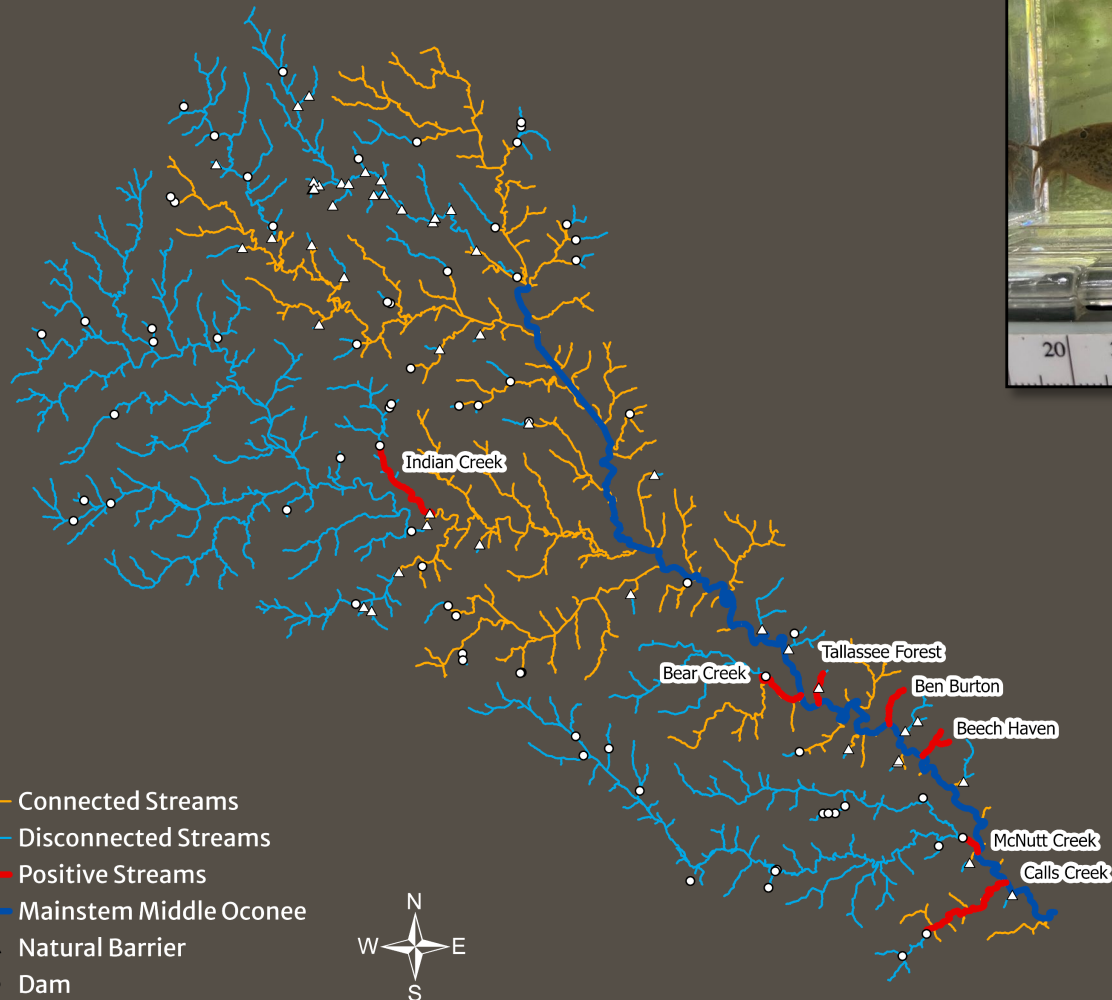 20
Indian Creek
Tallassee Forest
Bear Creek
Ben Burton
Beech Haven
McNutt Creek
Calls Creek
Connected Streams
Disconnected Streams
Positive Streams
Mainstem Middle Oconee
Natural Barrier
Dam
N
W
E
S